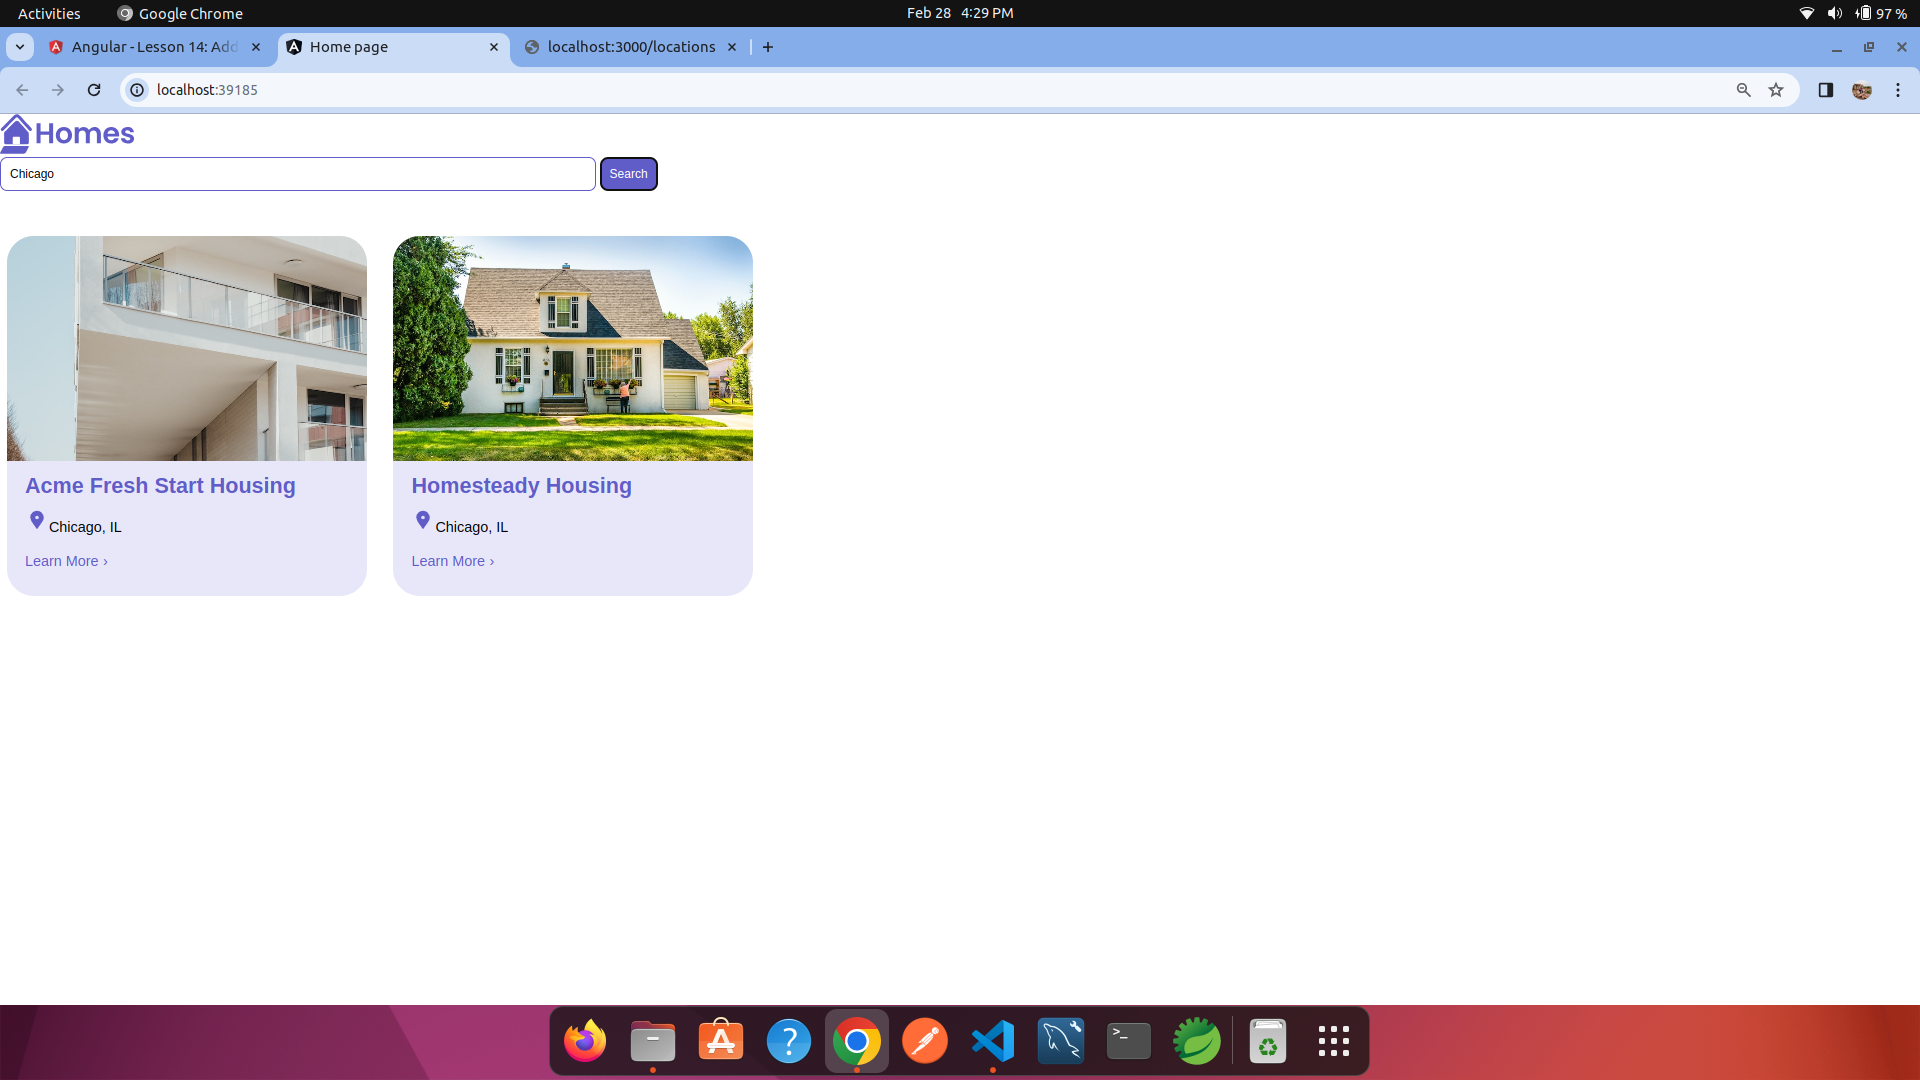 Activities Google Chrome Feb 28 4:29 PM 97 %
Angular - Lesson 14: Add Home page localhost:3000/locations
localhost:39185
Homes
Chicago Search
Acme Fresh Start Housing Homesteady Housing
Chicago, IL Chicago, IL
Learn More › Learn More ›